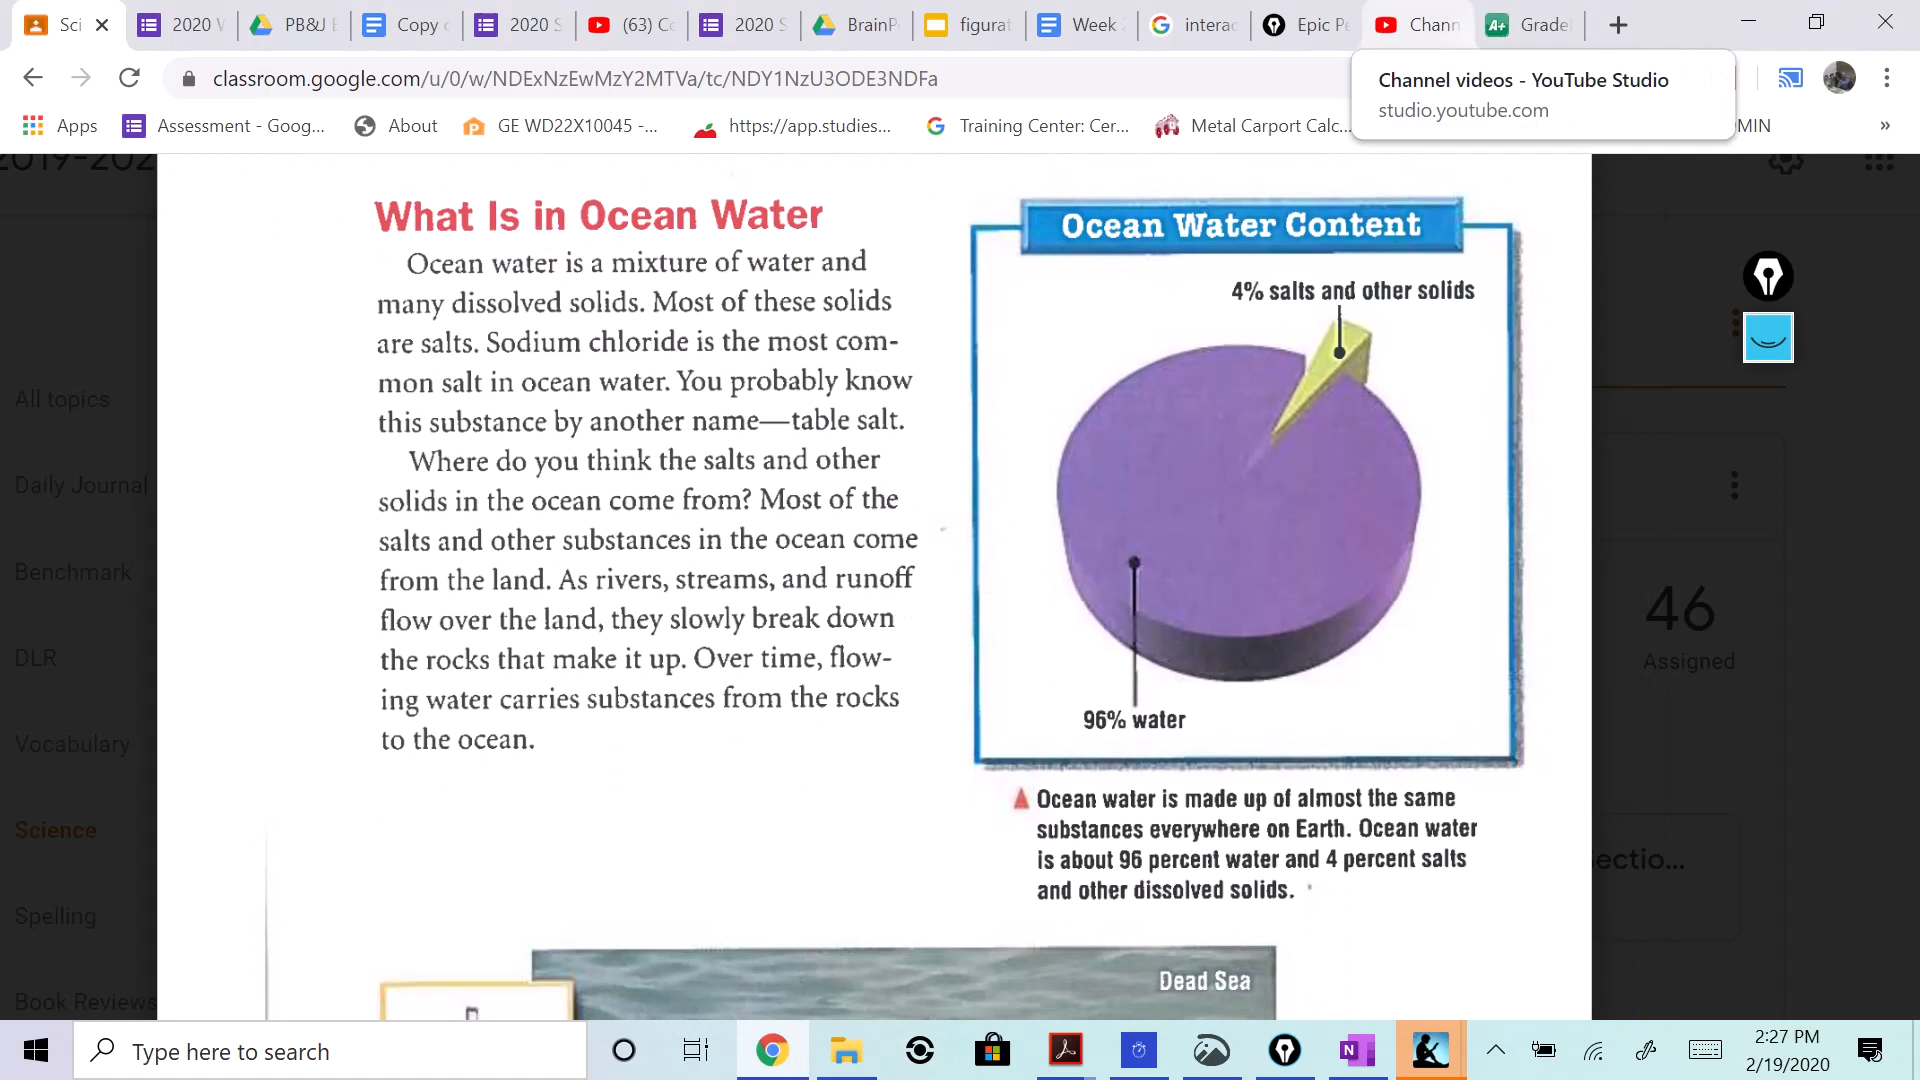 Sci
2020 V
PB&J E
Copy c
2020 S
(63) Cc
2020 S
BrainP
figurat
Week 2
interac
Epic Pe
Chann
Grade
classroom.google.com/u/0/w/NDExNzEwMzY2MTVa/tc/NDY1NzU3ODE3NDFa
Channel videos - YouTube Studio
studio.youtube.com
Apps
Assessment - Goog...
About
GE WD22X10045 -...
https://app.studies...
Training Center: Cer...
Metal Carport Calc...
MIN
»
2019-202
All topics
Daily Journal
Benchmark
DLR
Vocabulary
Science
Spelling
Book Reviews
What Is in Ocean Water
Ocean water is a mixture of water and
many dissolved solids. Most of these solids
are salts. Sodium chloride is the most com-
mon salt in ocean water. You probably know
this substance by another name—table salt.
Where do you think the salts and other
solids in the ocean come from? Most of the
salts and other substances in the ocean come
from the land. As rivers, streams, and runoff
flow over the land, they slowly break down
the rocks that make it up. Over time, flow-
ing water carries substances from the rocks
to the ocean.
Ocean Water Content
4% salts and other solids
96% water
Ocean water is made up of almost the same
substances everywhere on Earth. Ocean water
is about 96 percent water and 4 percent salts
and other dissolved solids.
Dead Sea
46
Assigned
ectio...
Type here to search
2:27 PM
2/19/2020